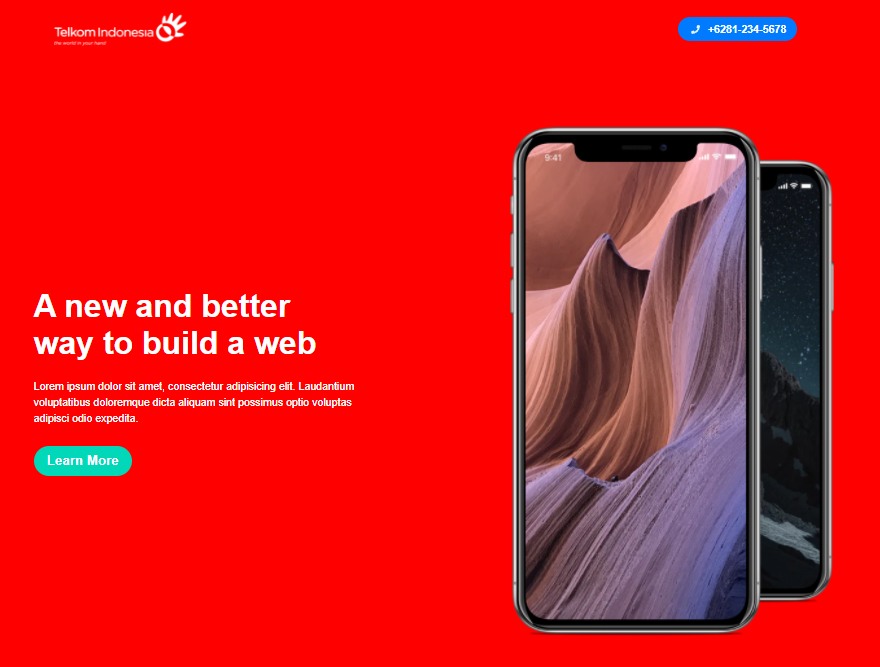 Telkom Indonesia
the world in your hand
+6281-234-5678
9:41
A new and better
way to build a web
Lorem ipsum dolor sit amet, consectetur adipisicing elit. Laudantium
voluptatibus doloremque dicta aliquam sint possimus optio voluptas
adipisci odio expedita.
Learn More